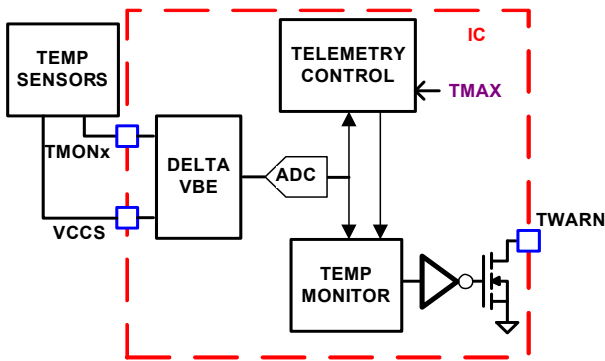 IC
TEMP
SENSORS
TELEMETRY
CONTROL
TMAX
TMONx
DELTA
VBE
ADC
VCCS
TWARN
TEMP
MONITOR